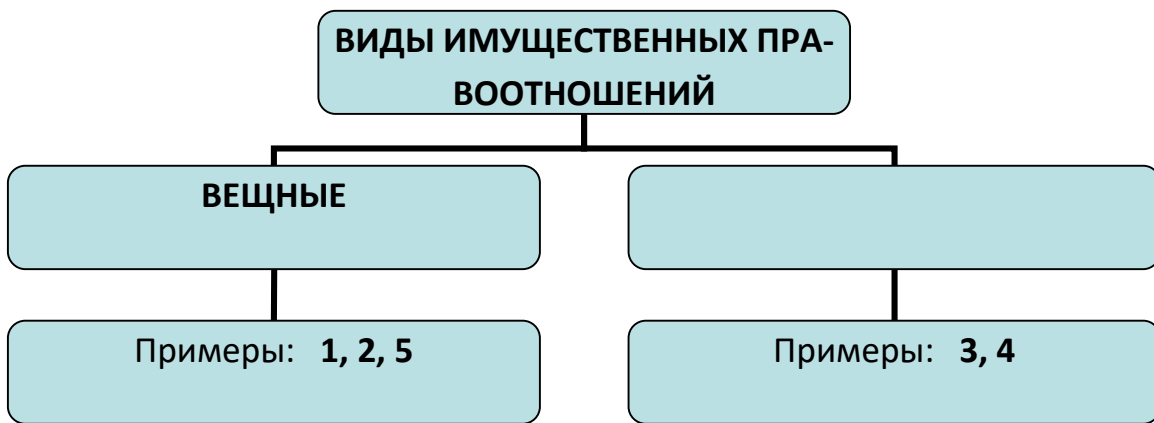 ВИДЫ ИМУЩЕСТВЕННЫХ ПРА-
ВООТНОШЕНИЙ
ВЕЩНЫЕ
Примеры: 1, 2, 5
Примеры: 3, 4